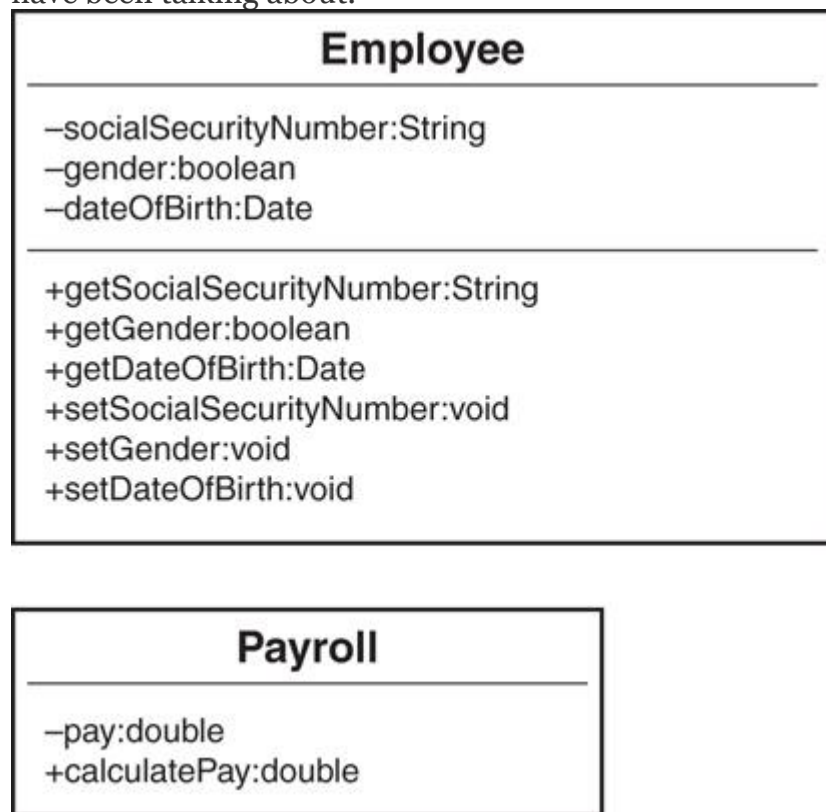 have been talking about.
Employee
–socialSecurityNumber:String
–gender:boolean
–dateOfBirth:Date
+getSocialSecurityNumber:String
+getGender:boolean
+getDateOfBirth:Date
+setSocialSecurityNumber:void
+setGender:void
+setDateOfBirth:void
Payroll
–pay:double
+calculatePay:double